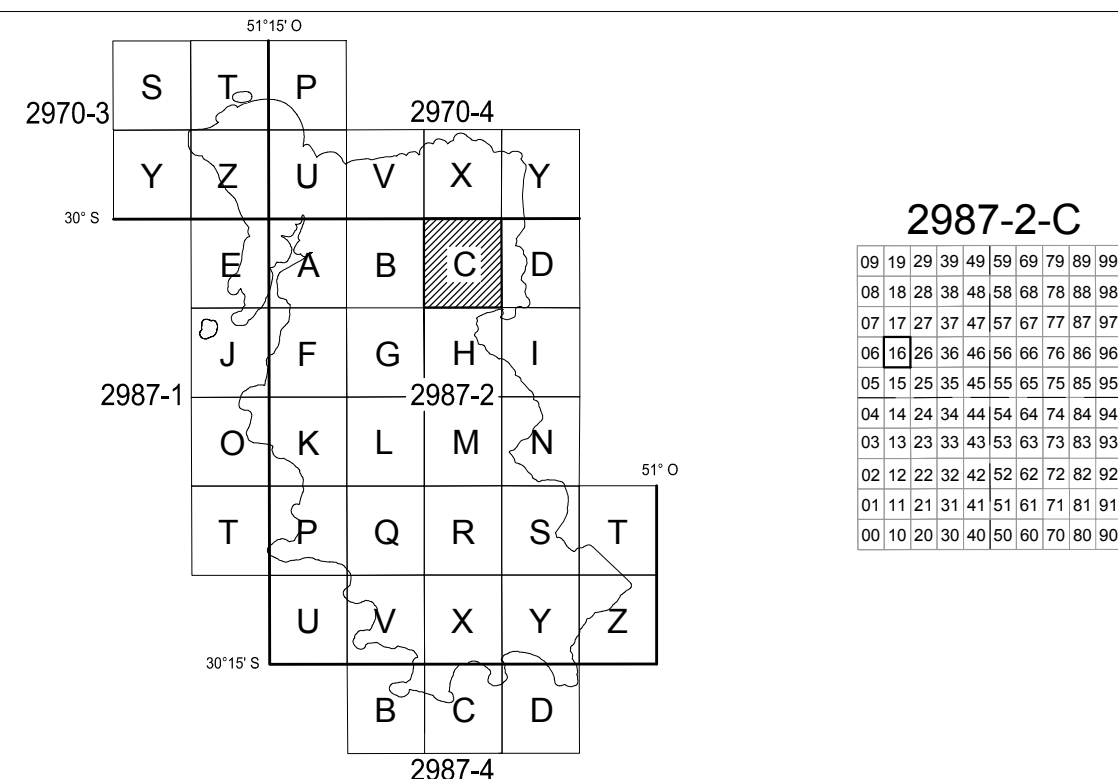 51°15' O
S T P
2970-3 2970-4
Y Z U V X Y
30° S
E A B C D
J F G H I
2987-1 2987-2
O K L M N
51° O
T P Q R S T
U V X Y Z
30°15' S
B C D
2987-4
2987-2-C
09 19 29 39 49 59 69 79 89 99
08 18 28 38 48 58 68 78 88 98
07 17 27 37 47 57 67 77 87 97
06 16 26 36 46 56 66 76 86 96
05 15 25 35 45 55 65 75 85 95
04 14 24 34 44 54 64 74 84 94
03 13 23 33 43 53 63 73 83 93
02 12 22 32 42 52 62 72 82 92
01 11 21 31 41 51 61 71 81 91
00 10 20 30 40 50 60 70 80 90